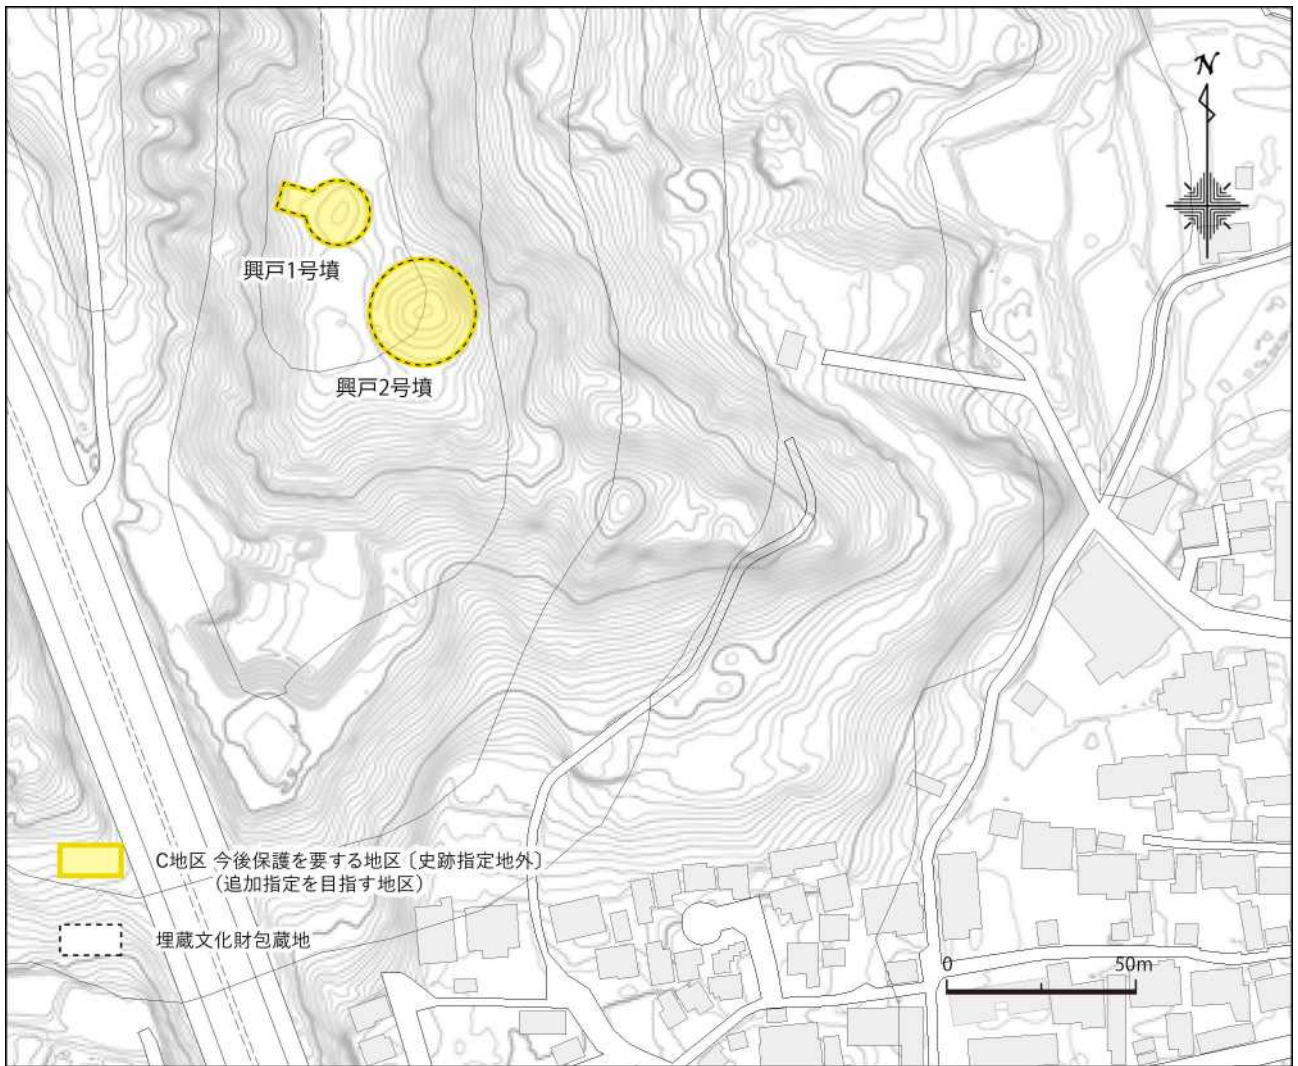 N
興戸1号墳
興戸2号墳
C地区 今後保護を要する地区〔史跡指定地外〕
（追加指定を目指す地区）
埋蔵文化財包蔵地
0 50m